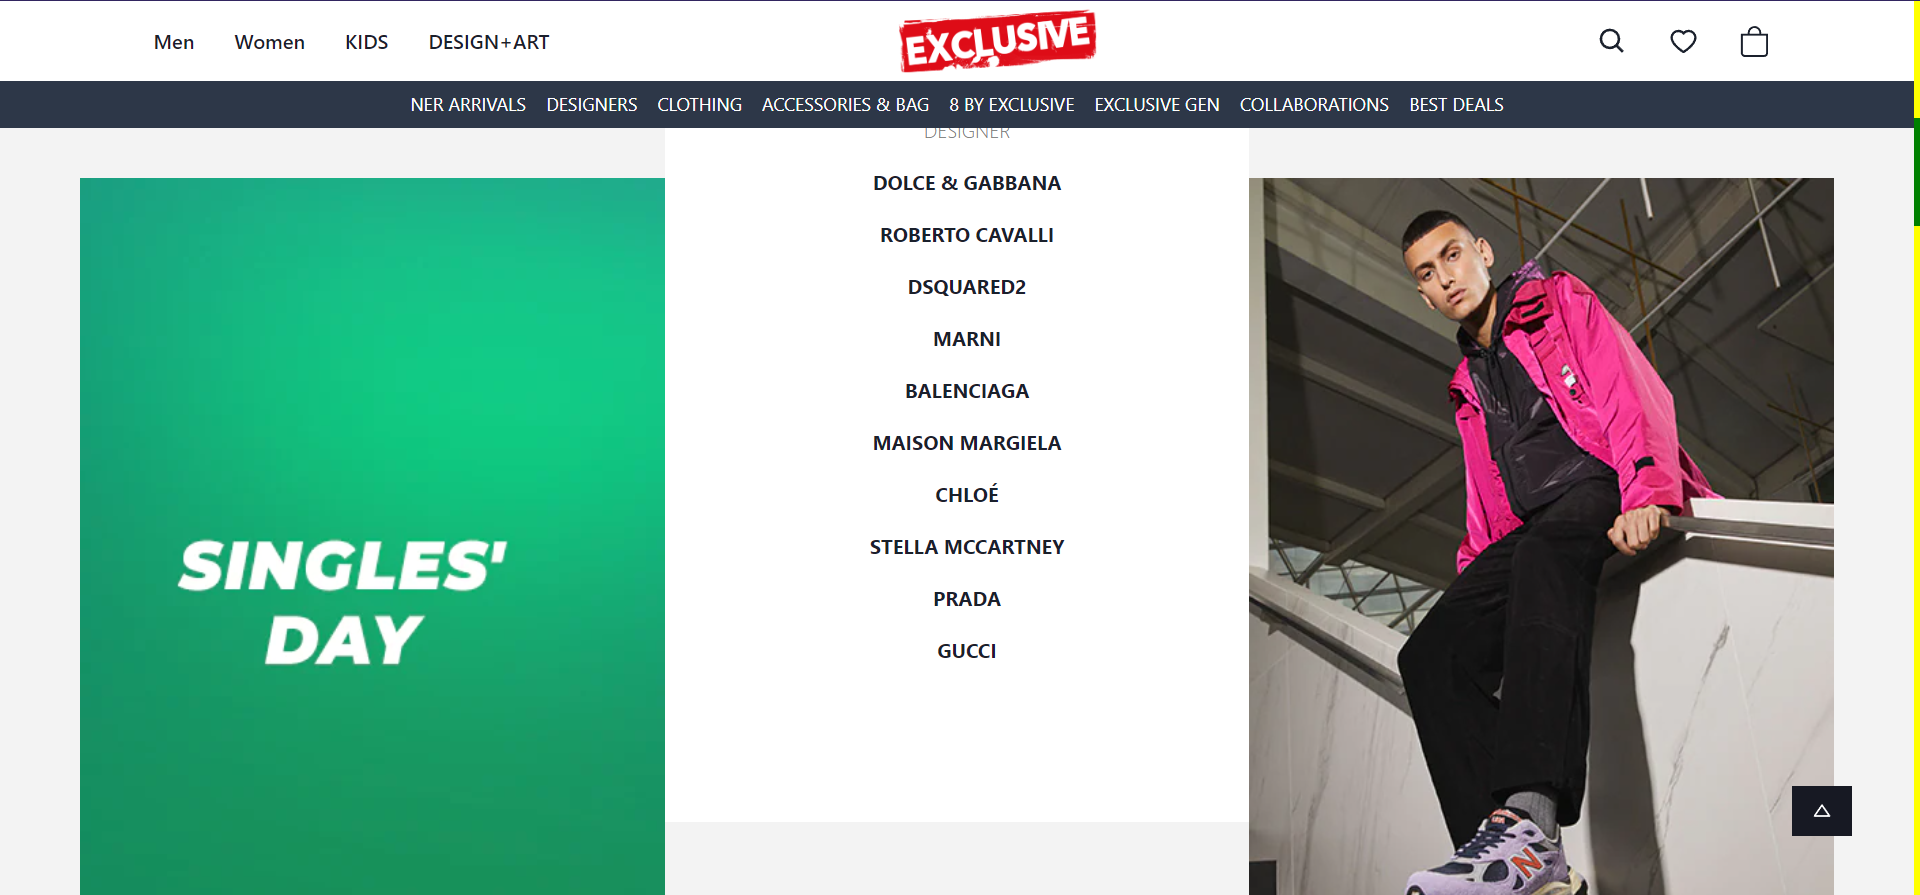 Men Women KIDS DESIGN+ART
EXCLUSIVE
NER ARRIVALS DESIGNERS CLOTHING ACCESSORIES & BAG 8 BY EXCLUSIVE EXCLUSIVE GEN COLLABORATIONS BEST DEALS
DESIGNER
DOLCE & GABBANA
ROBERTO CAVALLI
DSQUARED2
MARNI
BALENCIAGA
MAISON MARGIELA
CHLOÉ
STELLA MCCARTNEY
PRADA
GUCCI
SINGLES'
DAY
N